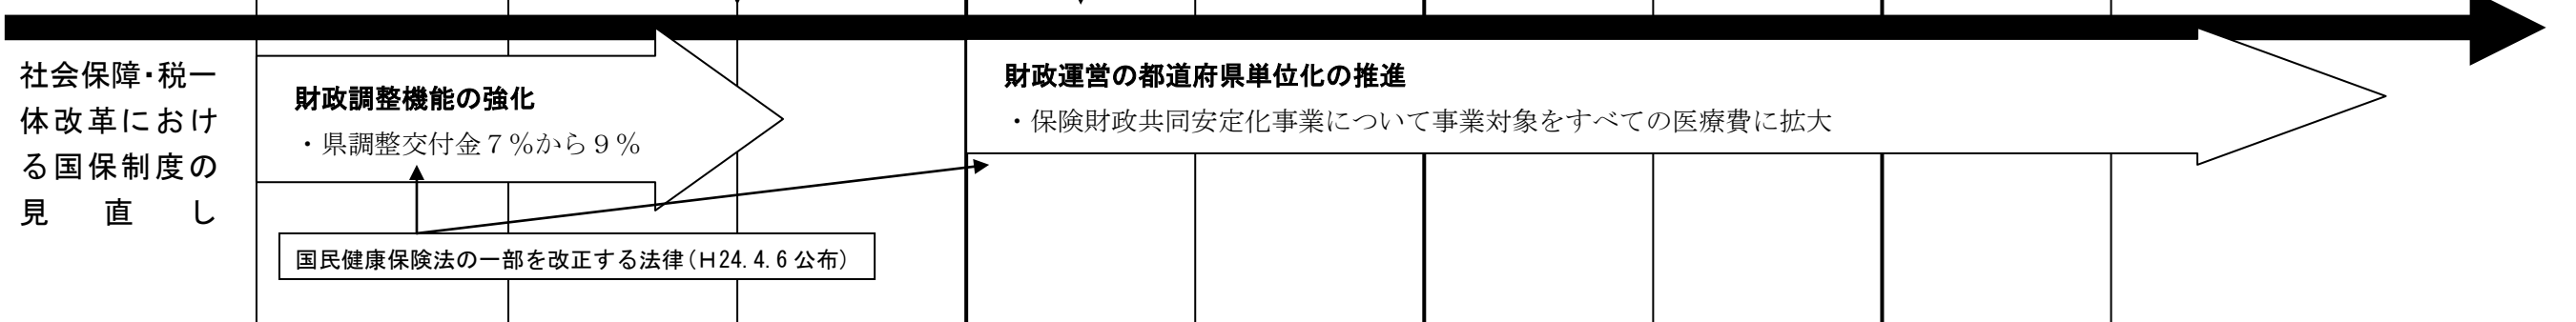 社会保障・税一
体改革におけ
る国保制度の
見直し
財政調整機能の強化
・県調整交付金７％から９％
財政運営の都道府県単位化の推進
・保険財政共同安定化事業について事業対象をすべての医療費に拡大
国民健康保険法の一部を改正する法律（Ｈ24.4.6 公布）